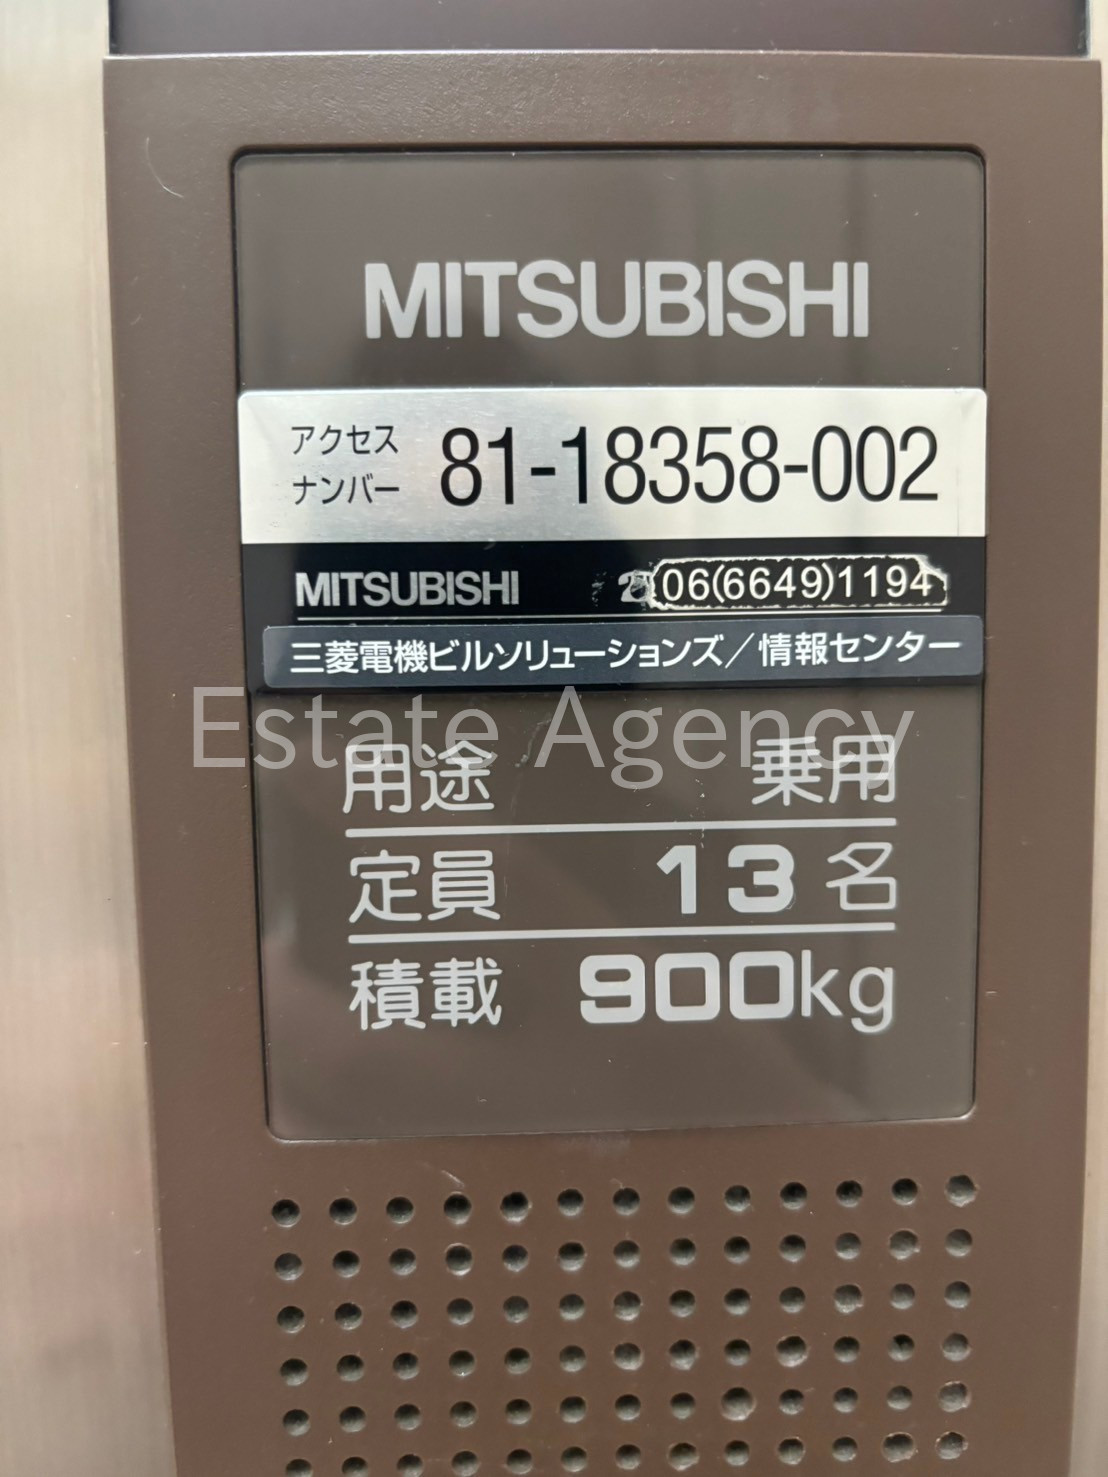 MITSUBISHI
アクセス
ナンバー 81-18358-002
MITSUBISHI 06(6649)1194
三菱電機ビルソリューションズ/情報センター
Estate Agency
用途 乗用
定員 13名
積載 900kg